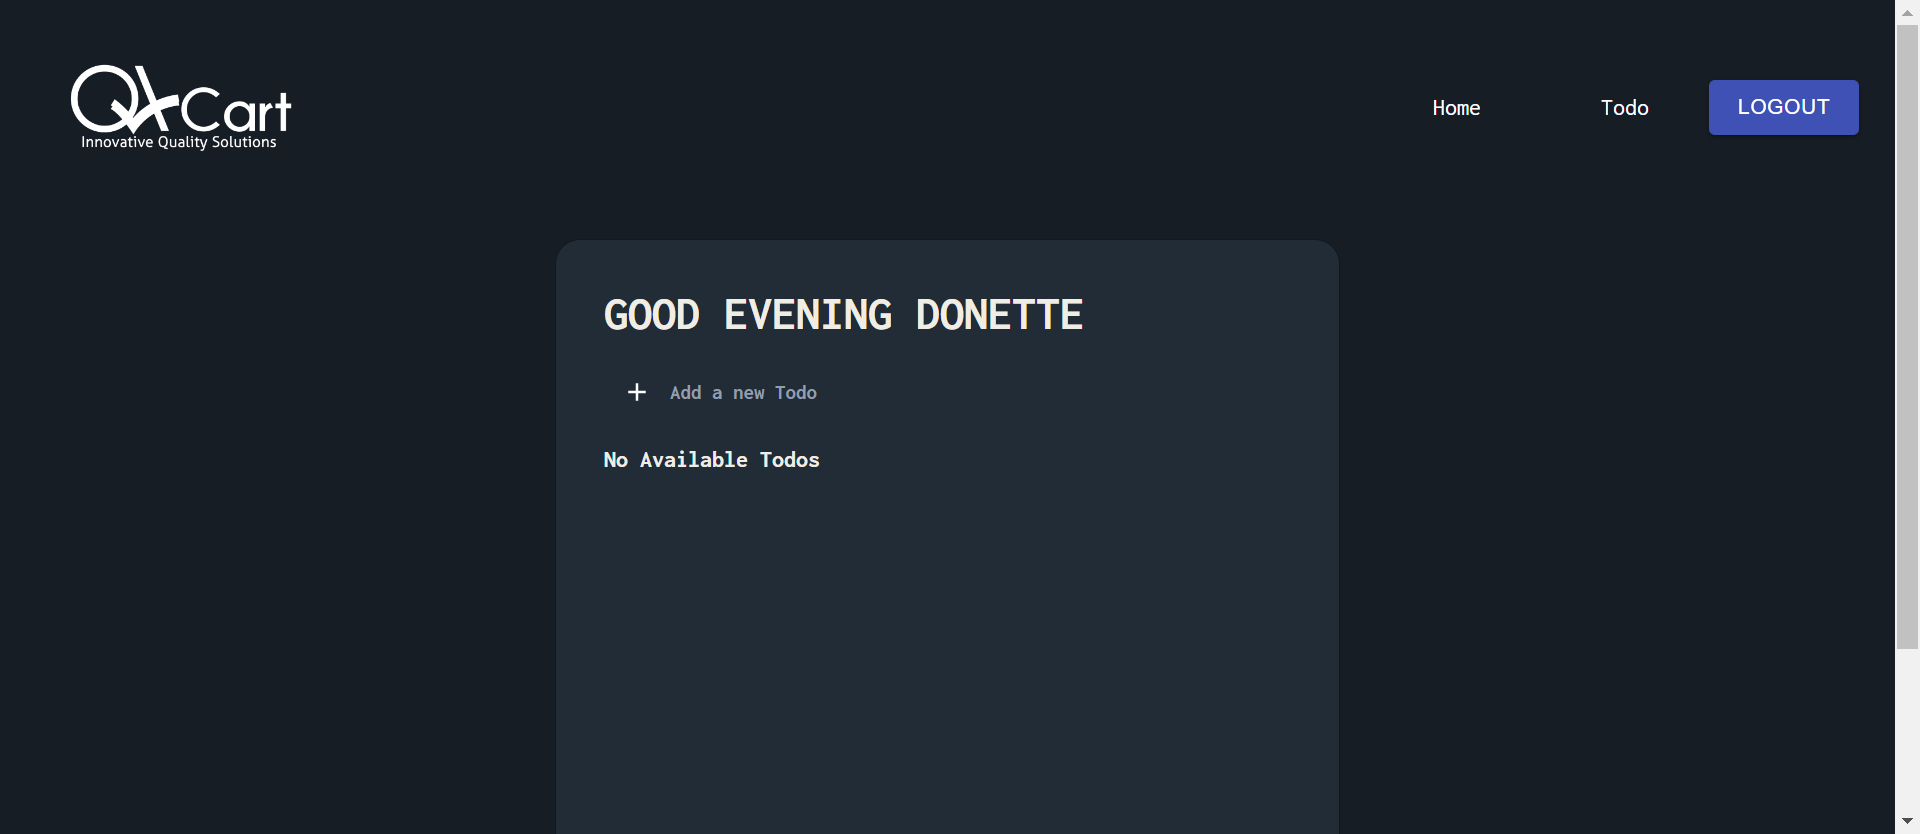 QACart
Innovative Quality Solutions
Home
Todo
LOGOUT
GOOD EVENING DONETTE
+ Add a new Todo
No Available Todos